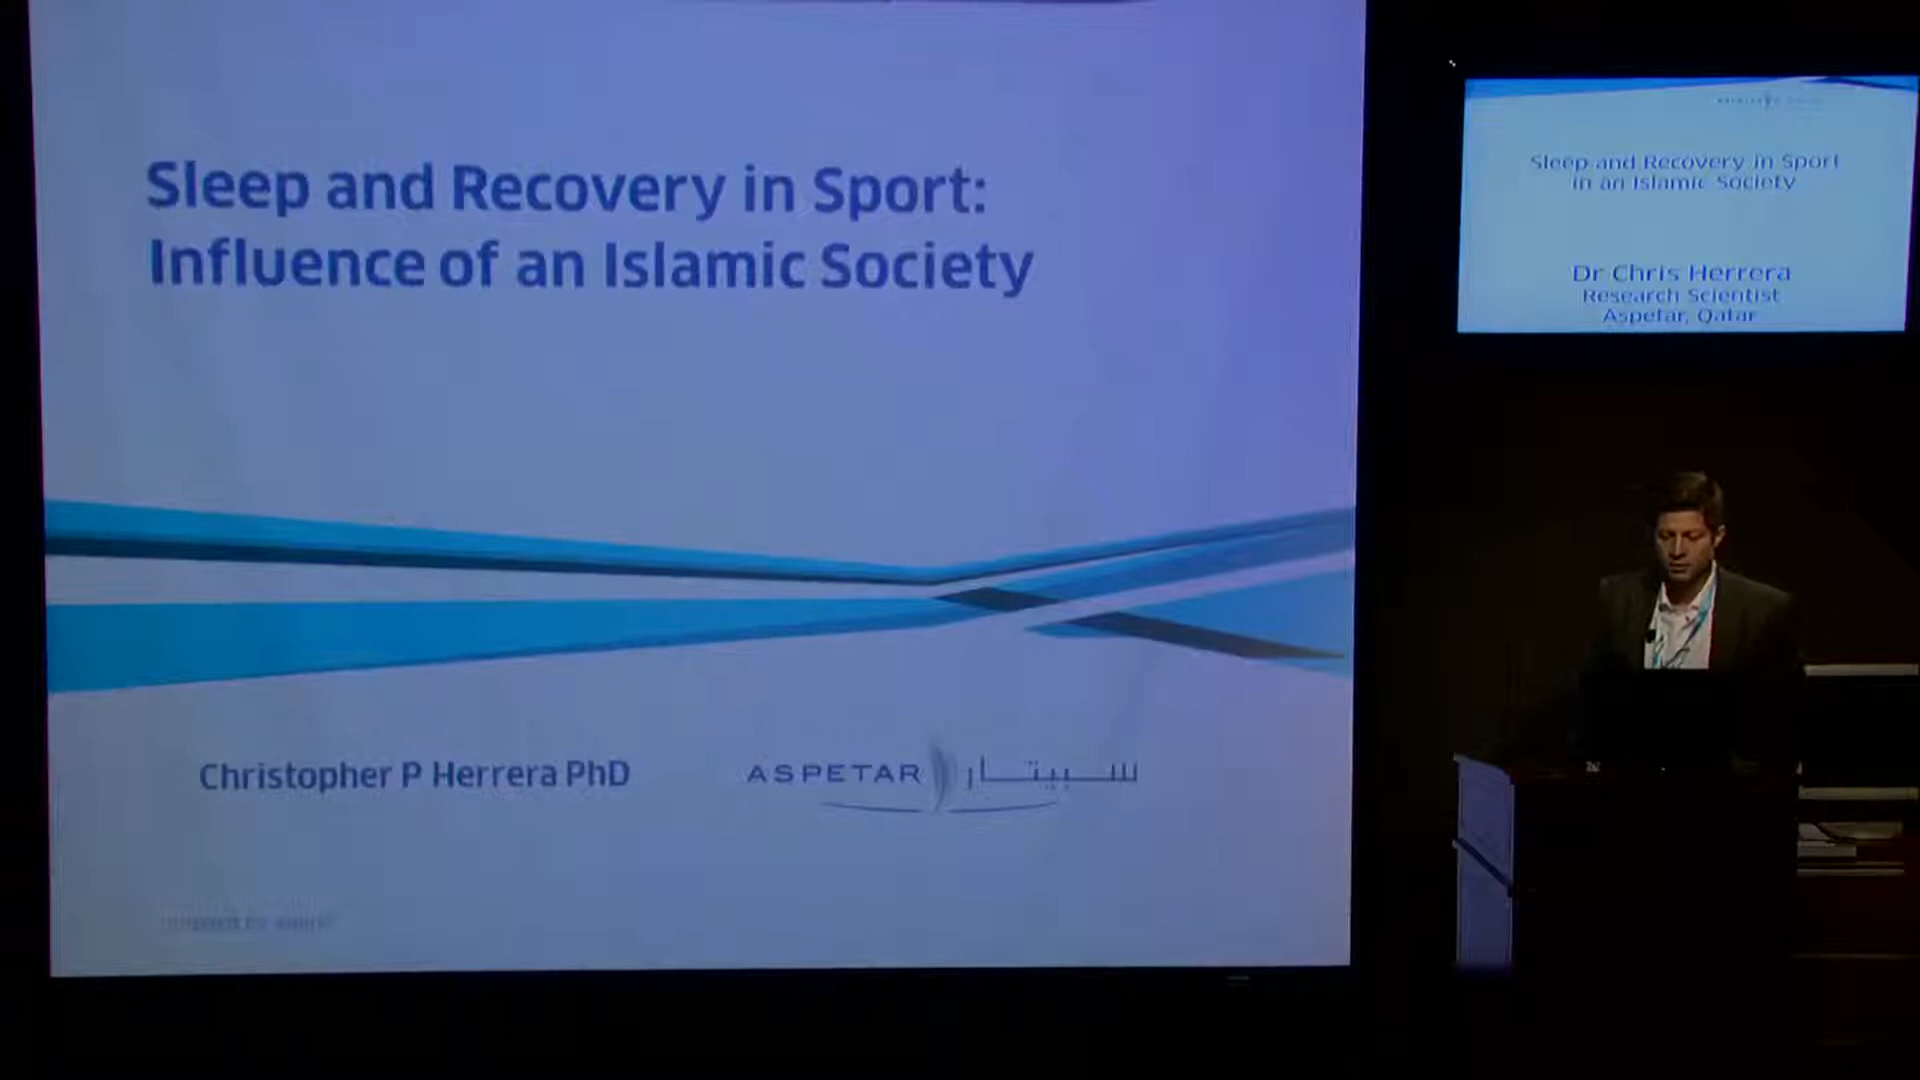 Sleep and Recovery in Sport:
Influence of an Islamic Society
Christopher P Herrera PhD
ASPETAR سبيتار
Sleep and Recovery in Sport
in an Islamic Society
Dr Chris Herrera
Research Scientist
Aspetar, Qatar